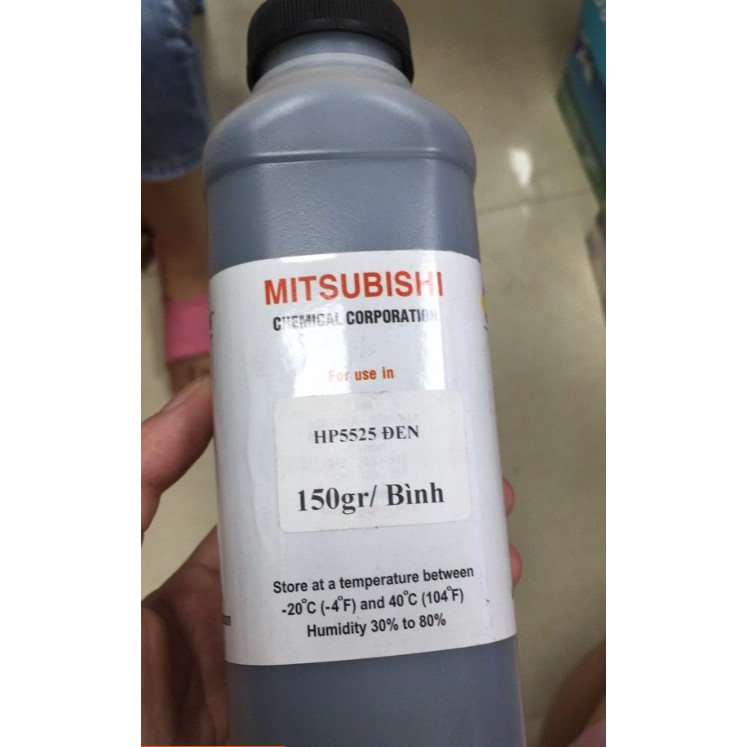 MITSUBISHI
CHEMICAL CORPORATION
For use in
HP5525 ĐEN
150gr/ Bình
Store at a temperature between
-20°C (-4°F) and 40°C (104°F)
Humidity 30% to 80%